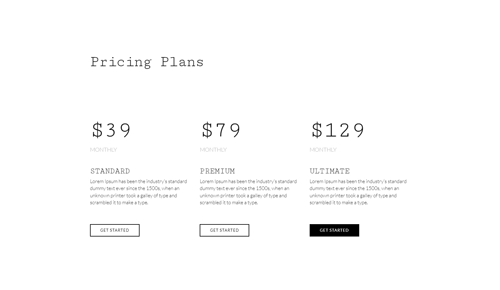 Pricing Plans
$39
MONTHLY
STANDARD
Lorem Ipsum has been the industry's standard
dummy text ever since the 1500s, when an
unknown printer took a galley of type and
scrambled it to make a type.
GET STARTED
$79
MONTHLY
PREMIUM
Lorem Ipsum has been the industry's standard
dummy text ever since the 1500s, when an
unknown printer took a galley of type and
scrambled it to make a type.
GET STARTED
$129
MONTHLY
ULTIMATE
Lorem Ipsum has been the industry's standard
dummy text ever since the 1500s, when an
unknown printer took a galley of type and
scrambled it to make a type.
GET STARTED